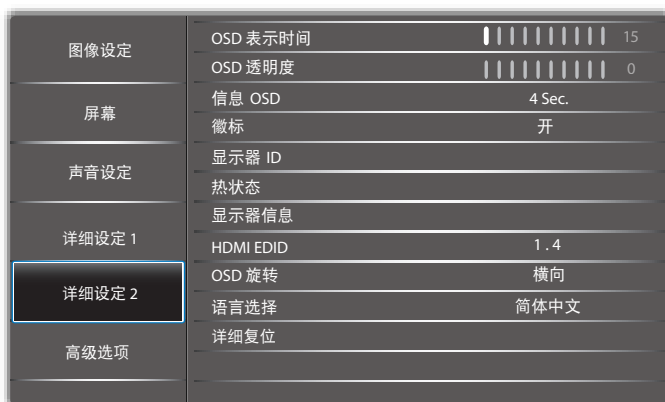 图像设定
屏幕
声音设定
详细设定 1
详细设定 2
高级选项
OSD 表示时间 15
OSD 透明度 0
信息 OSD 4 Sec.
徽标 开
显示器 ID
热状态
显示器信息
HDMI EDID 1.4
OSD 旋转 横向
语言选择 简体中文
详细复位